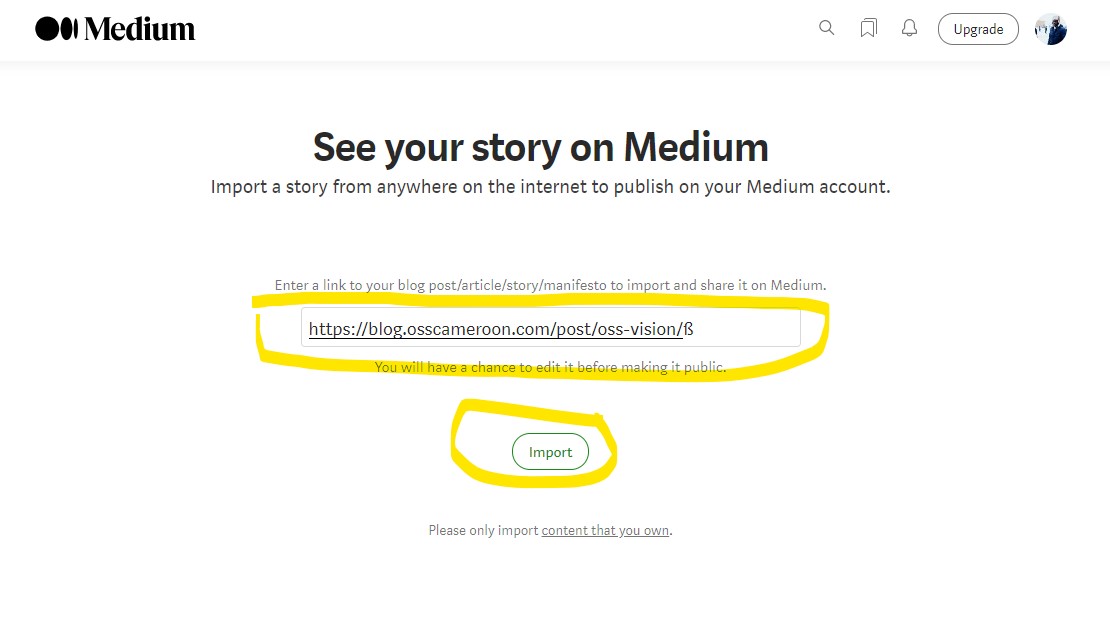 Medium
Upgrade
See your story on Medium
Import a story from anywhere on the internet to publish on your Medium account.
Enter a link to your blog post/article/story/manifesto to import and share it on Medium.
https://blog.osscameroon.com/post/oss-vision/ß
You will have a chance to edit it before making it public.
Import
Please only import content that you own.